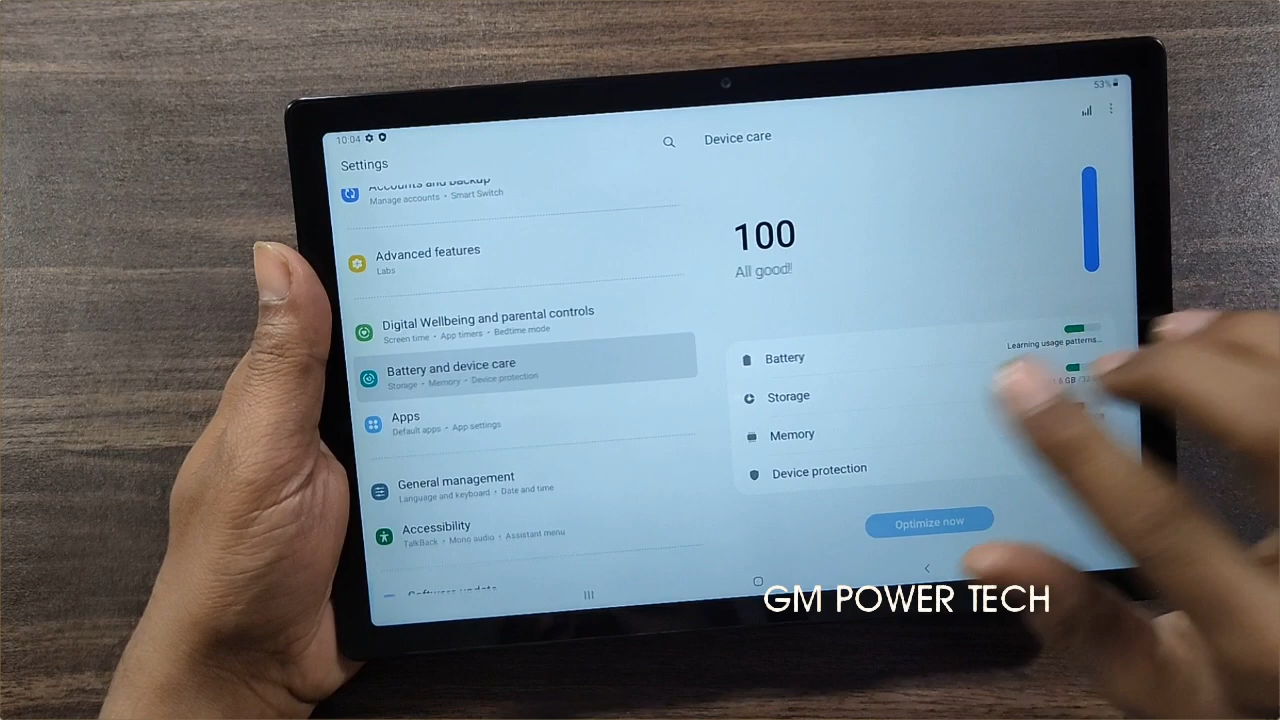 10:04
53%
Settings
Device care
Accounts and backup
Manage accounts • Smart Switch
Advanced features
Labs
Digital Wellbeing and parental controls
Screen time • App timers • Bedtime mode
Battery and device care
Storage • Memory • Device protection
Apps
Default apps • App settings
General management
Language and keyboard • Date and time
Accessibility
TalkBack • Mono audio • Assistant menu
Software update
100
All good!
Battery
Learning usage patterns...
Storage
Memory
Device protection
Optimize now
GM POWER TECH